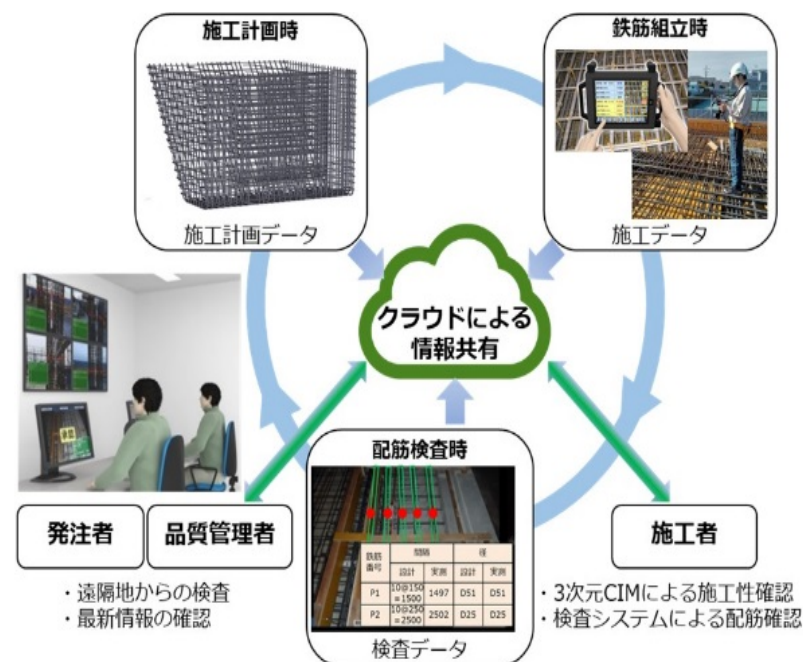 施工計画時
施工計画データ
鉄筋組立時
施工データ
クラウドによる
情報共有
配筋検査時
鉄筋
番号
間隔
径
設計
実測
設計
実測
P1
10@150
=1500
1497
D51
D51
P2
10@250
=2500
2502
D25
D25
検査データ
発注者
品質管理者
・遠隔地からの検査
・最新情報の確認
施工者
・3次元CIMによる施工性確認
・検査システムによる配筋確認